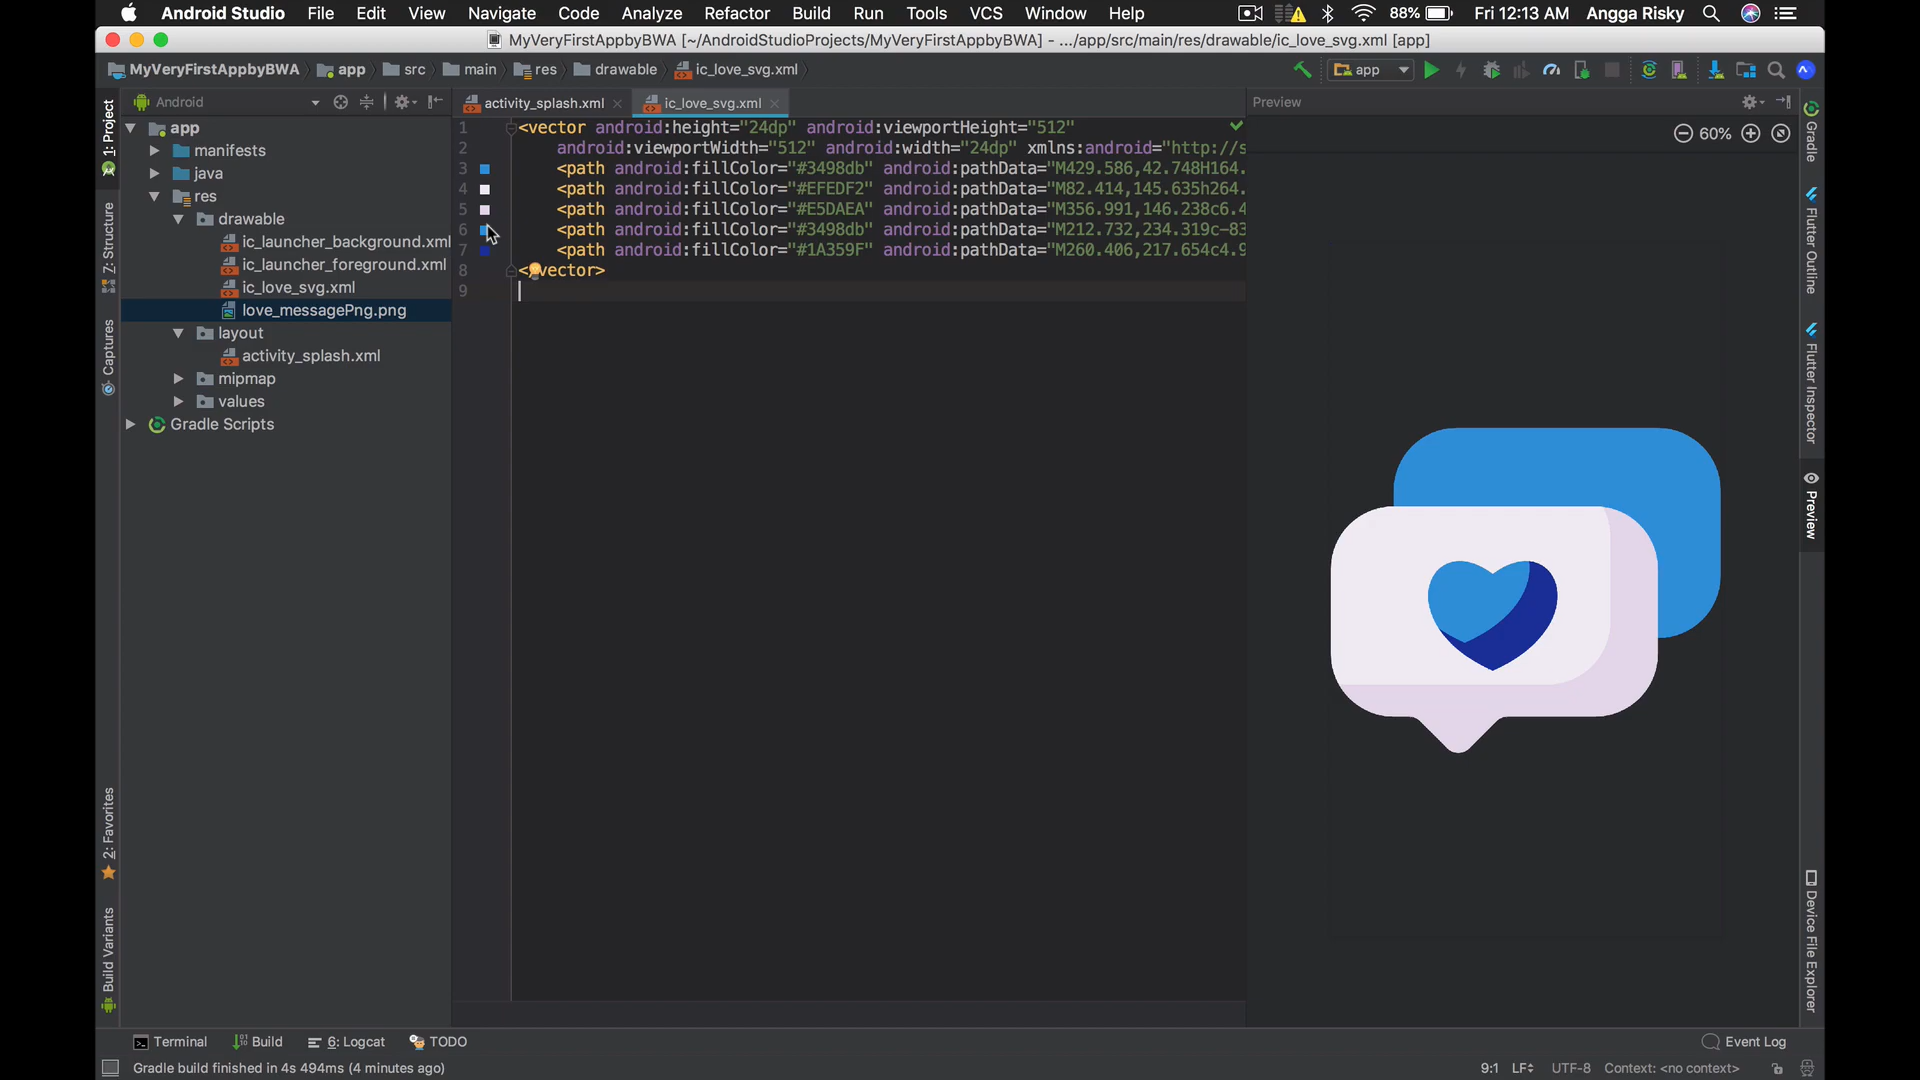 Android Studio File Edit View Navigate Code Analyze Refactor Build Run Tools VCS Window Help 88% Fri 12:13 AM Angga Risky
MyVeryFirstAppbyBWA [~/AndroidStudioProjects/MyVeryFirstAppbyBWA] - .../app/src/main/res/drawable/ic_love_svg.xml [app]
MyVeryFirstAppbyBWA app src main res drawable ic_love_svg.xml app
Android
activity_splash.xml ic_love_svg.xml
Preview
60%
1: Project
Z: Structure
Captures
2: Favorites
Build Variants
app
manifests
java
res
drawable
ic_launcher_background.xml
ic_launcher_foreground.xml
ic_love_svg.xml
love_messagePng.png
layout
activity_splash.xml
mipmap
values
Gradle Scripts
1 <vector android:height="24dp" android:viewportHeight="512"
2 android:viewportWidth="512" android:width="24dp" xmlns:android="http://s
3 <path android:fillColor="#3498db" android:pathData="M429.586,42.748H164.
4 <path android:fillColor="#EFEDF2" android:pathData="M82.414,145.635h264.
5 <path android:fillColor="#E5DAEA" android:pathData="M356.991,146.238c6.4
6 <path android:fillColor="#3498db" android:pathData="M212.732,234.319c-83
7 <path android:fillColor="#1A359F" android:pathData="M260.406,217.654c4.9
8 </vector>
9
Gradle
Flutter Outline
Flutter Inspector
Preview
Device File Explorer
Terminal Build 6: Logcat TODO Event Log
Gradle build finished in 4s 494ms (4 minutes ago) 9:1 LF UTF-8 Context: <no context>